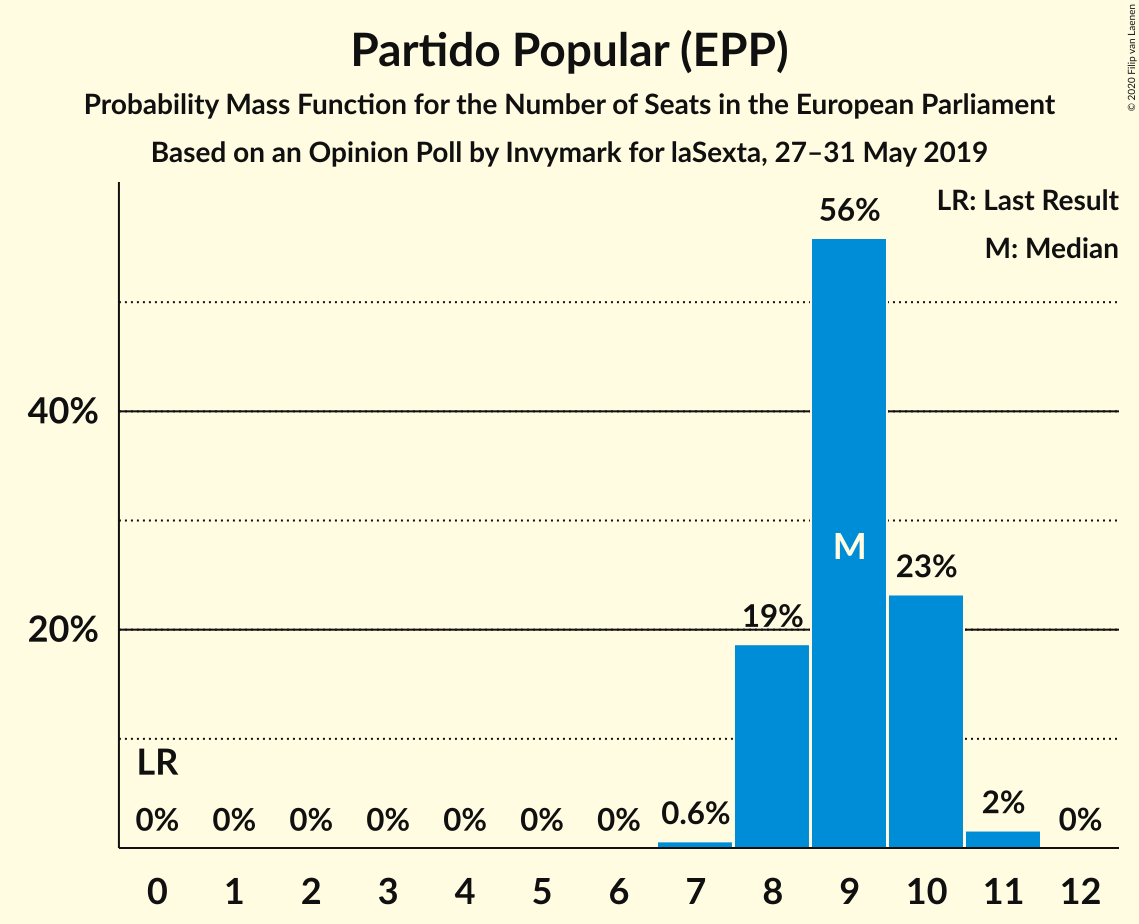 Partido Popular (EPP)
Probability Mass Function for the Number of Seats in the European Parliament
Based on an Opinion Poll by Invymark for laSexta, 27–31 May 2019
© 2020 Filip van Laenen
LR: Last Result
M: Median
56%
40%
M
23%
19%
20%
LR
0% 0% 0% 0% 0% 0% 0% 0.6% 2% 0%
0 1 2 3 4 5 6 7 8 9 10 11 12